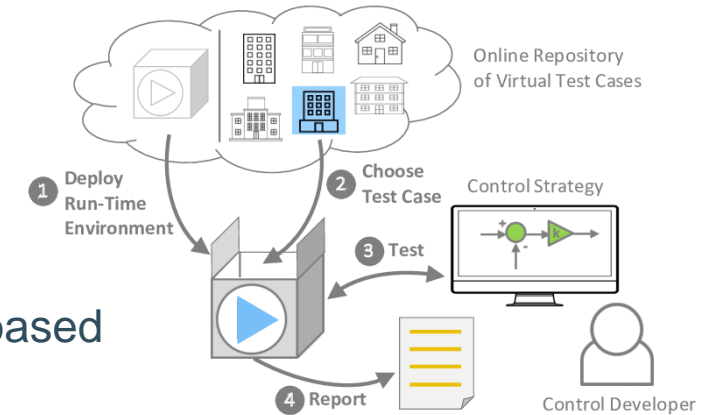 Online Repository
of Virtual Test Cases
1 Deploy
Run-Time
Environment
2 Choose
Test Case
Control Strategy
+
-
k
3 Test
based
4 Report
Control Developer